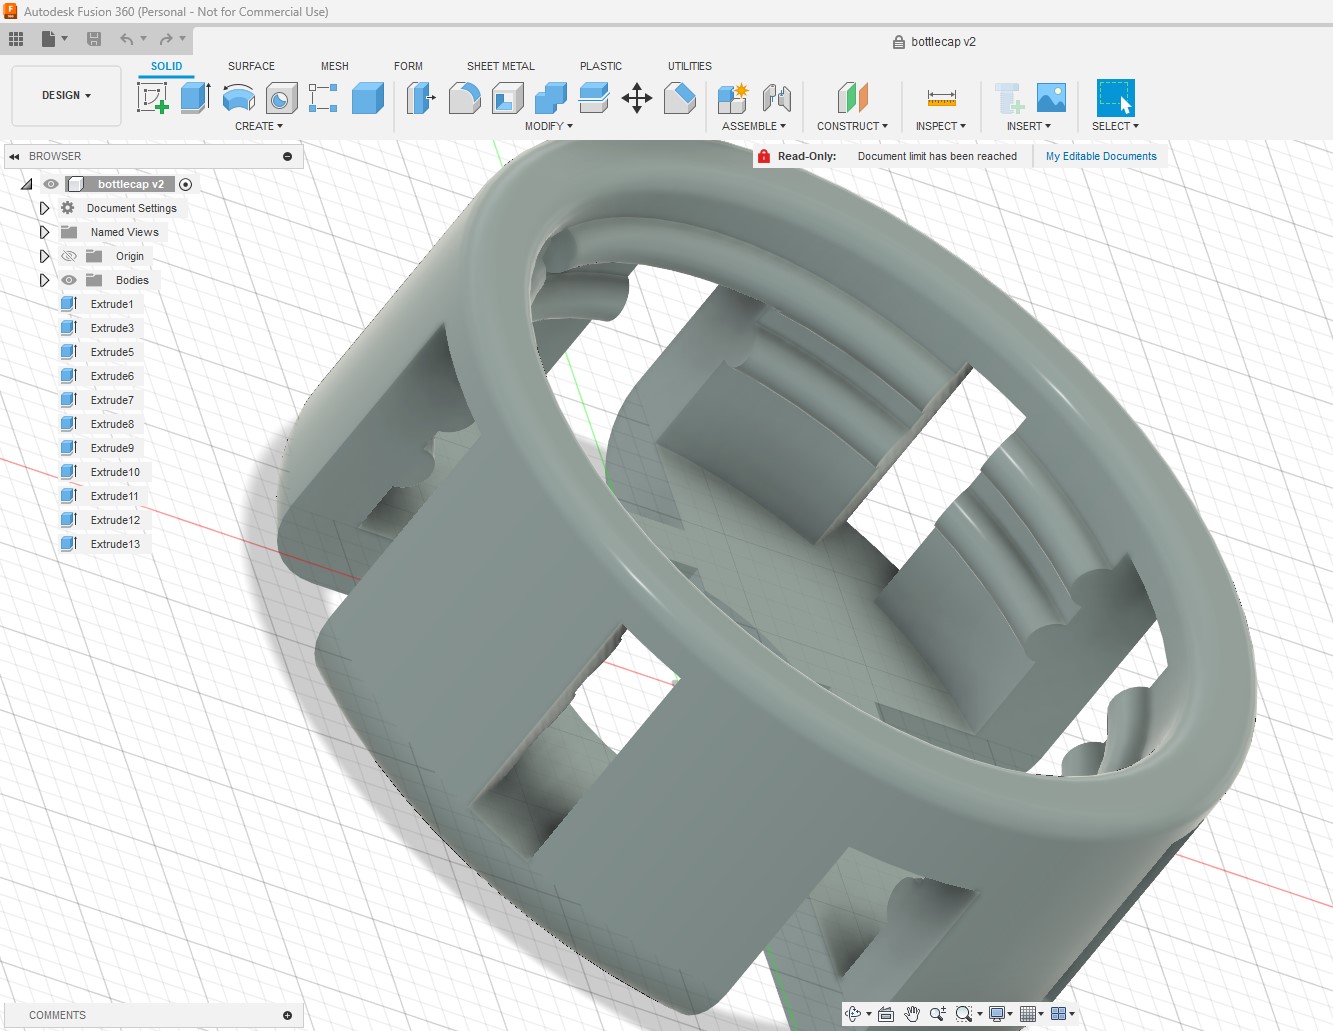 Autodesk Fusion 360 (Personal - Not for Commercial Use)
bottlecap v2
SOLID SURFACE MESH FORM SHEET METAL PLASTIC UTILITIES
DESIGN
CREATE MODIFY ASSEMBLE CONSTRUCT INSPECT INSERT SELECT
BROWSER
Read-Only: Document limit has been reached My Editable Documents
bottlecap v2
Document Settings
Named Views
Origin
Bodies
Extrude1
Extrude3
Extrude5
Extrude6
Extrude7
Extrude8
Extrude9
Extrude10
Extrude11
Extrude12
Extrude13
COMMENTS